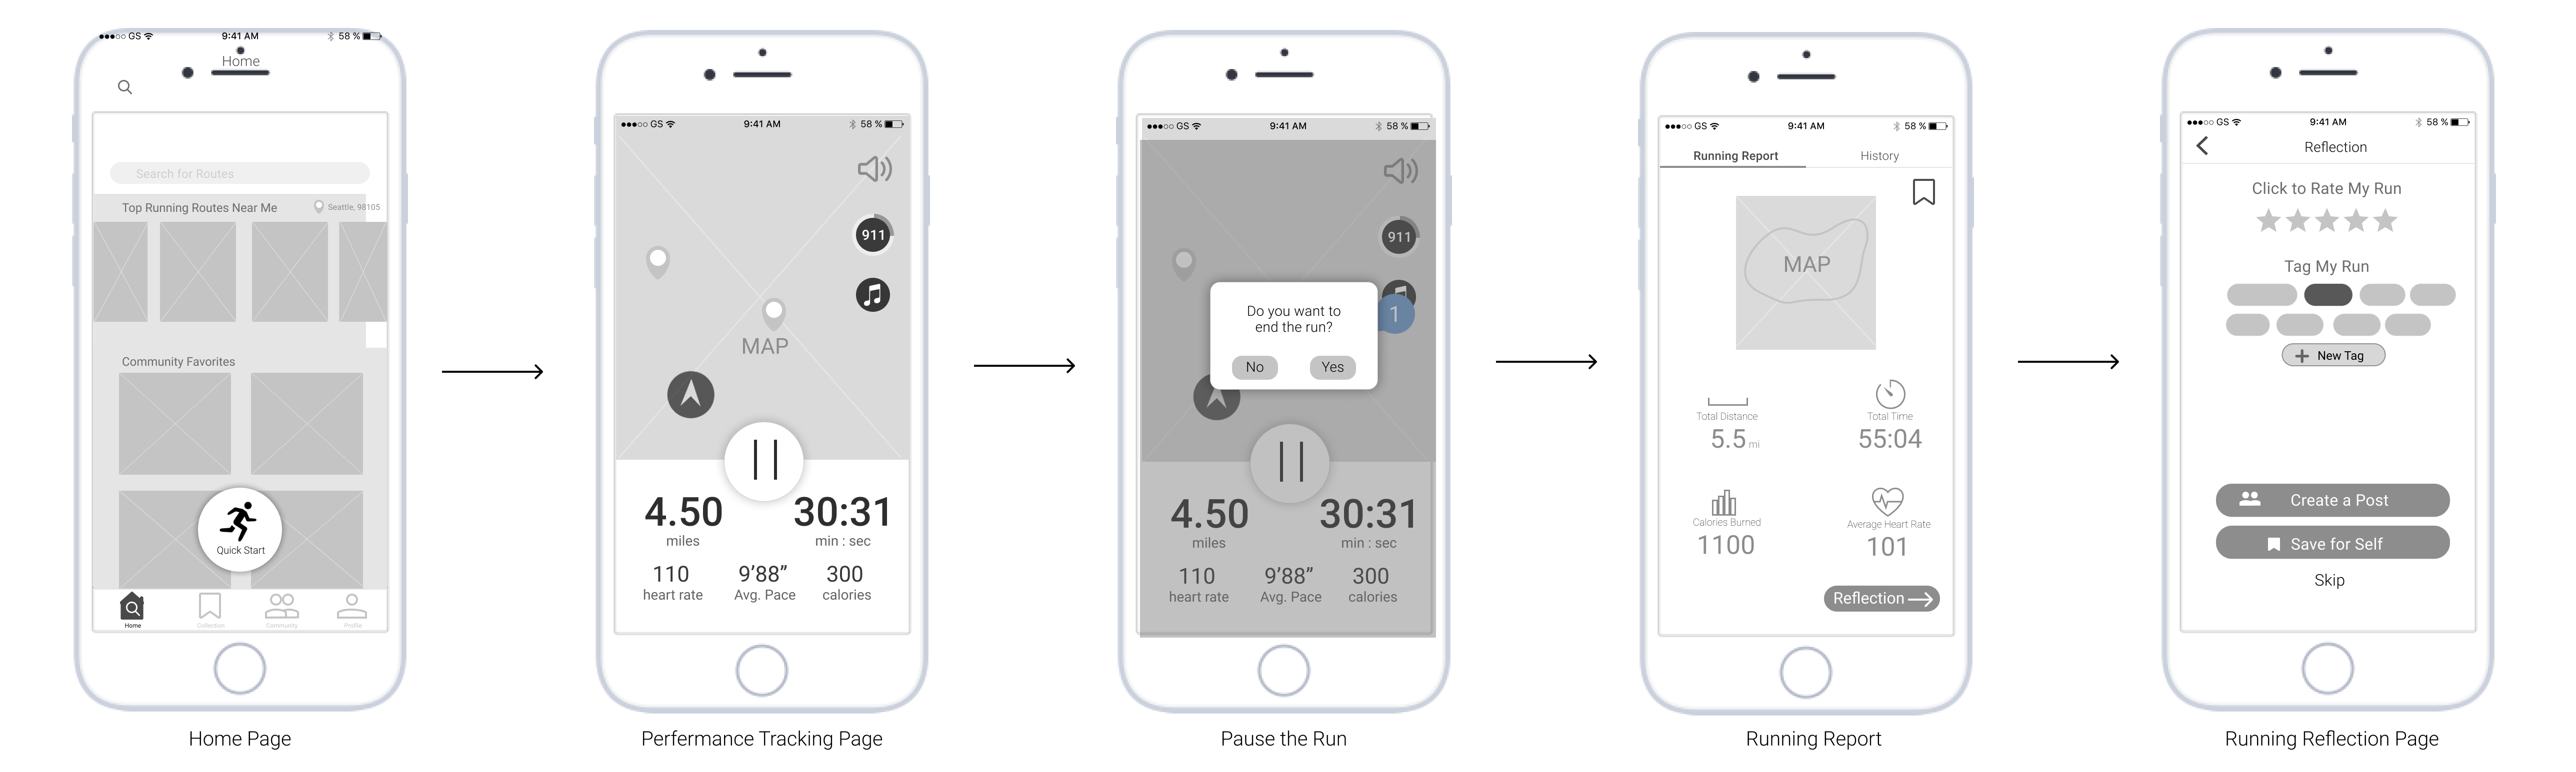 GS 9:41 AM 58 %
Home
Search for Routes
Top Running Routes Near Me Seattle, 98105
Community Favorites
Quick Start
Home Collection Community Profile
Home Page
GS 9:41 AM 58 %
911
MAP
4.50 30:31
miles min : sec
110 9’88” 300
heart rate Avg. Pace calories
Perfermance Tracking Page
GS 9:41 AM 58 %
911
1
Do you want to
end the run?
No Yes
4.50 30:31
miles min : sec
110 9’88” 300
heart rate Avg. Pace calories
Pause the Run
GS 9:41 AM 58 %
Running Report History
MAP
Total Distance Total Time
5.5 mi 55:04
Calories Burned Average Heart Rate
1100 101
Reflection
Running Report
GS 9:41 AM 58 %
Reflection
Click to Rate My Run
Tag My Run
New Tag
Create a Post
Save for Self
Skip
Running Reflection Page